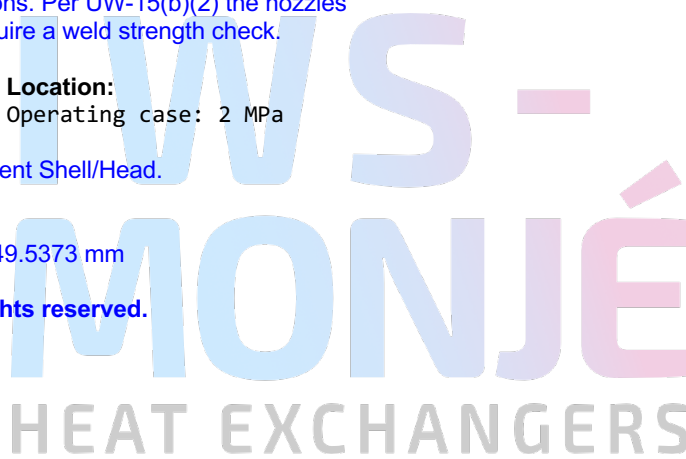 ons. Per UW-15(b)(2) the nozzles
uire a weld strength check.
Location:
Operating case: 2 MPa
ent Shell/Head.
49.5373 mm
hts reserved.
IWS-
MONJÉ
HEAT EXCHANGERS